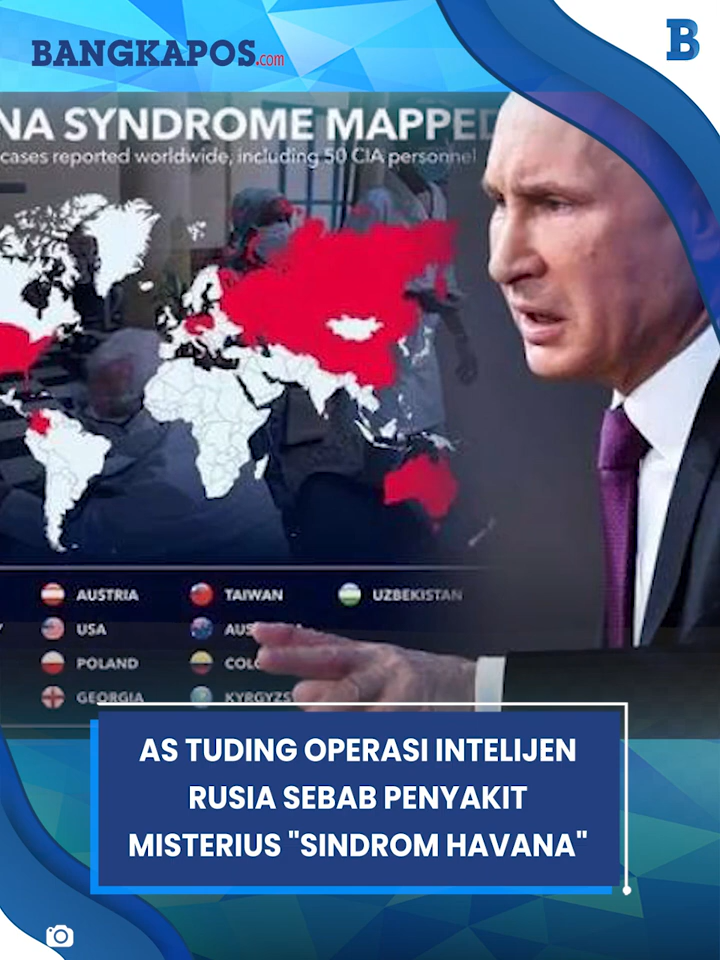 BANGKAPOS.com
B
NA SYNDROME MAPPED
cases reported worldwide, including 50 CIA personnel
AUSTRIA TAIWAN UZBEKISTAN
USA
POLAND
GEORGIA
AS TUDING OPERASI INTELIJEN
RUSIA SEBAB PENYAKIT
MISTERIUS "SINDROM HAVANA"